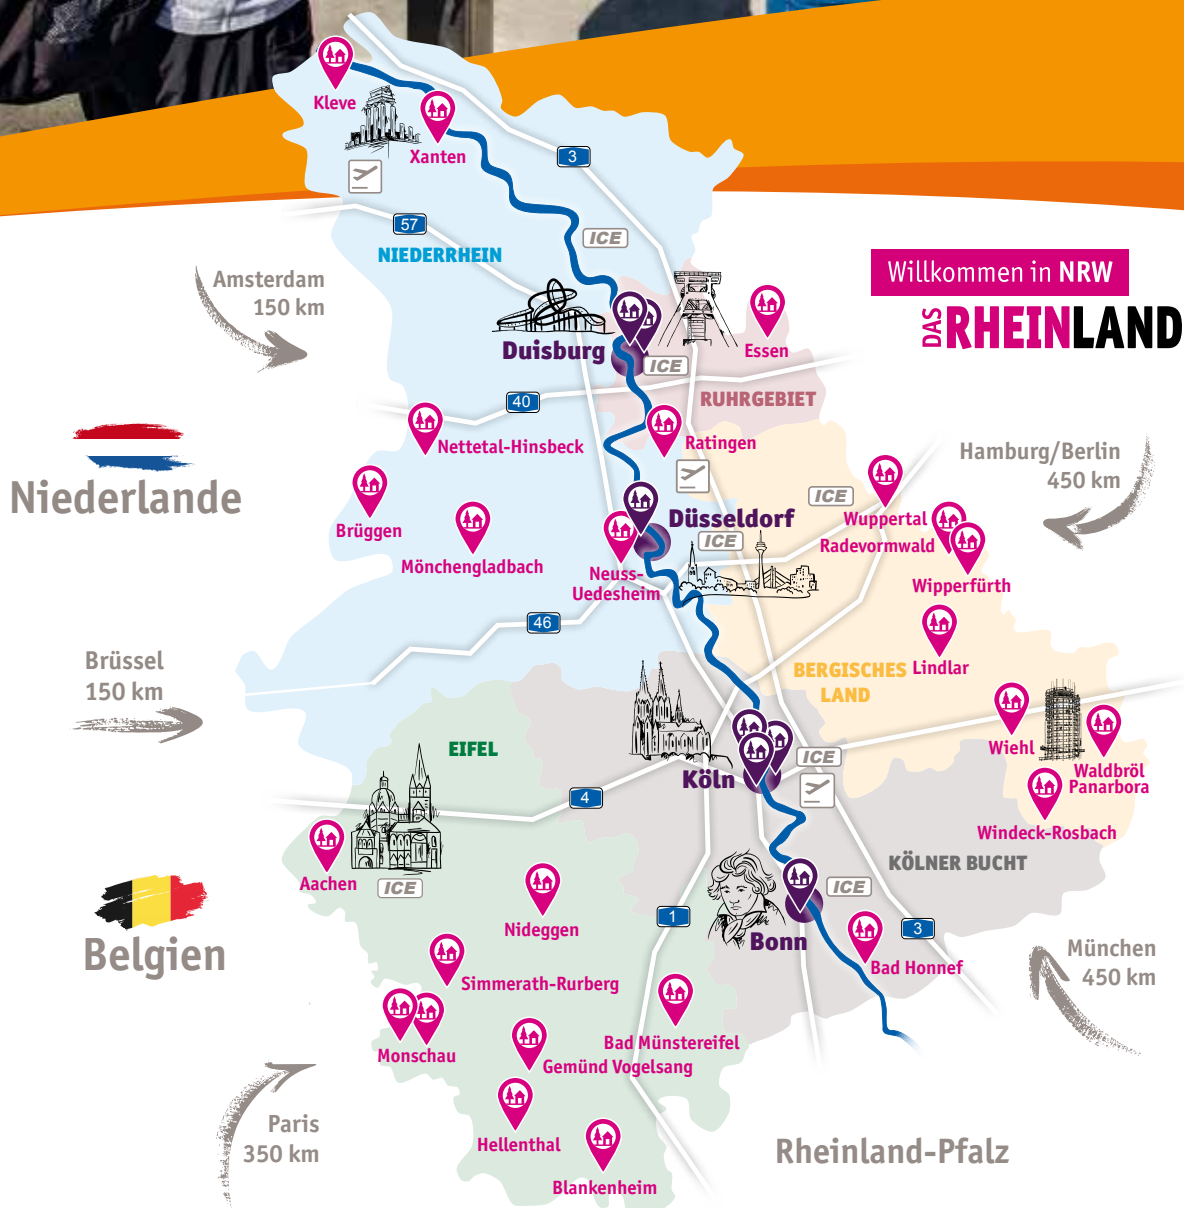 Kleve
Xanten
3
57
ICE
NIEDERRHEIN
Amsterdam
150 km
Willkommen in NRW
DAS RHEINLAND
Duisburg
ICE
Essen
40
RUHRGEBIET
Nettetal-Hinsbeck
Ratingen
Hamburg/Berlin
450 km
Niederlande
Brüggen
Mönchengladbach
ICE
Wuppertal
Radevormwald
Düsseldorf
ICE
Neuss-
Uedesheim
Wipperfürth
46
Brüssel
150 km
BERGISCHES
LAND
Lindlar
EIFEL
Wiehl
Waldbröl
Panarbora
Köln
ICE
4
Windeck-Rosbach
KÖLNER BUCHT
Aachen
ICE
ICE
Belgien
Nideggen
1
3
Bonn
Bad Honnef
München
450 km
Simmerath-Rurberg
Monschau
Bad Münstereifel
Gemünd Vogelsang
Paris
350 km
Hellenthal
Blankenheim
Rheinland-Pfalz